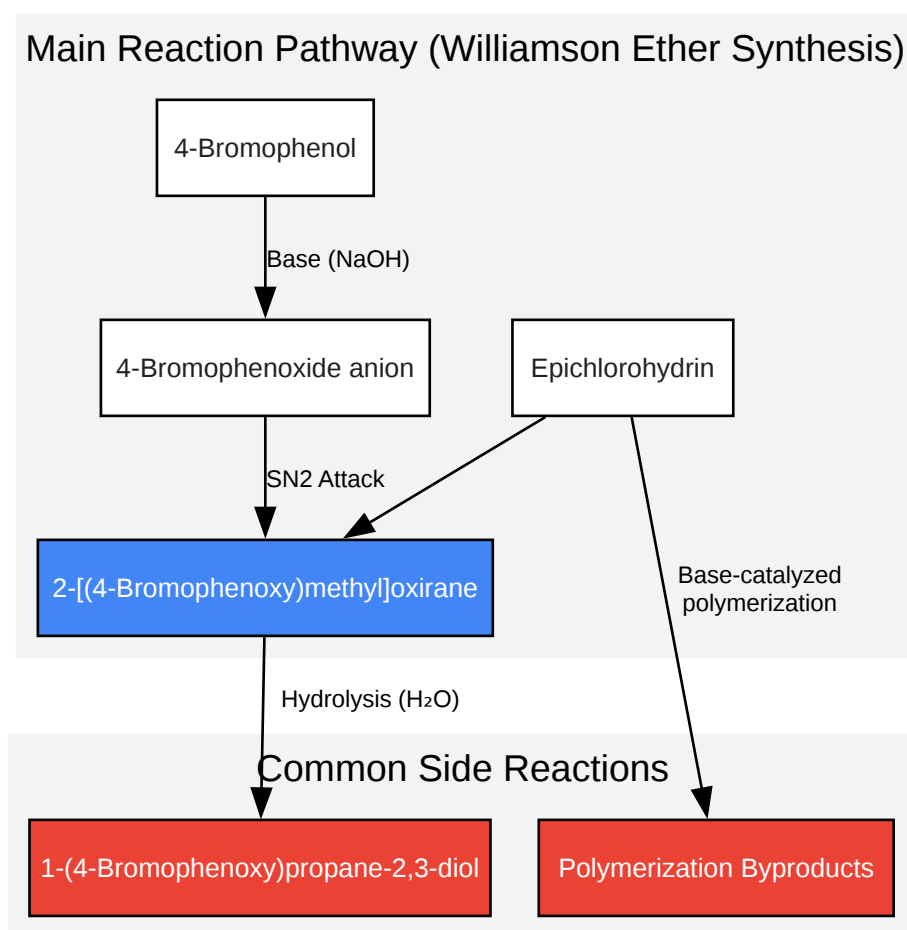 Main Reaction Pathway (Williamson Ether Synthesis)
4-Bromophenol
Base (NaOH)
4-Bromophenoxide anion
Epichlorohydrin
SN2 Attack
2-[(4-Bromophenoxy)methyl]oxirane
Base-catalyzed
polymerization
Hydrolysis (H₂O)
Common Side Reactions
1-(4-Bromophenoxy)propane-2,3-diol
Polymerization Byproducts